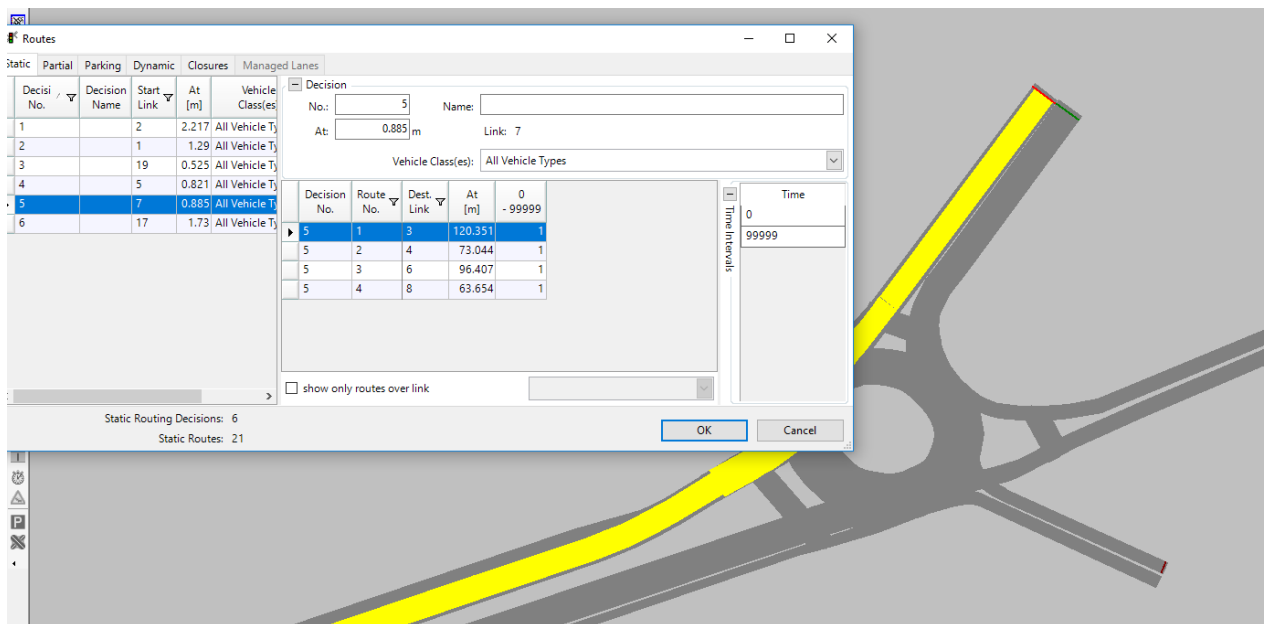 Routes
Static Partial Parking Dynamic Closures Managed Lanes
Decisi No. Decision Name Start Link At [m] Vehicle Class(es
1 2 2.217 All Vehicle Ty
2 1 1.29 All Vehicle Ty
3 19 0.525 All Vehicle Ty
4 5 0.821 All Vehicle Ty
5 7 0.885 All Vehicle Ty
6 17 1.73 All Vehicle Ty
Decision
No.: 5 Name:
At: 0.885 m Link: 7
Vehicle Class(es): All Vehicle Types
Decision No. Route No. Dest. Link At [m] 0 - 99999
5 1 3 120.351 1
5 2 4 73.044 1
5 3 6 96.407 1
5 4 8 63.654 1
Time Intervals
Time
0
99999
show only routes over link
Static Routing Decisions: 6
Static Routes: 21
OK Cancel
P